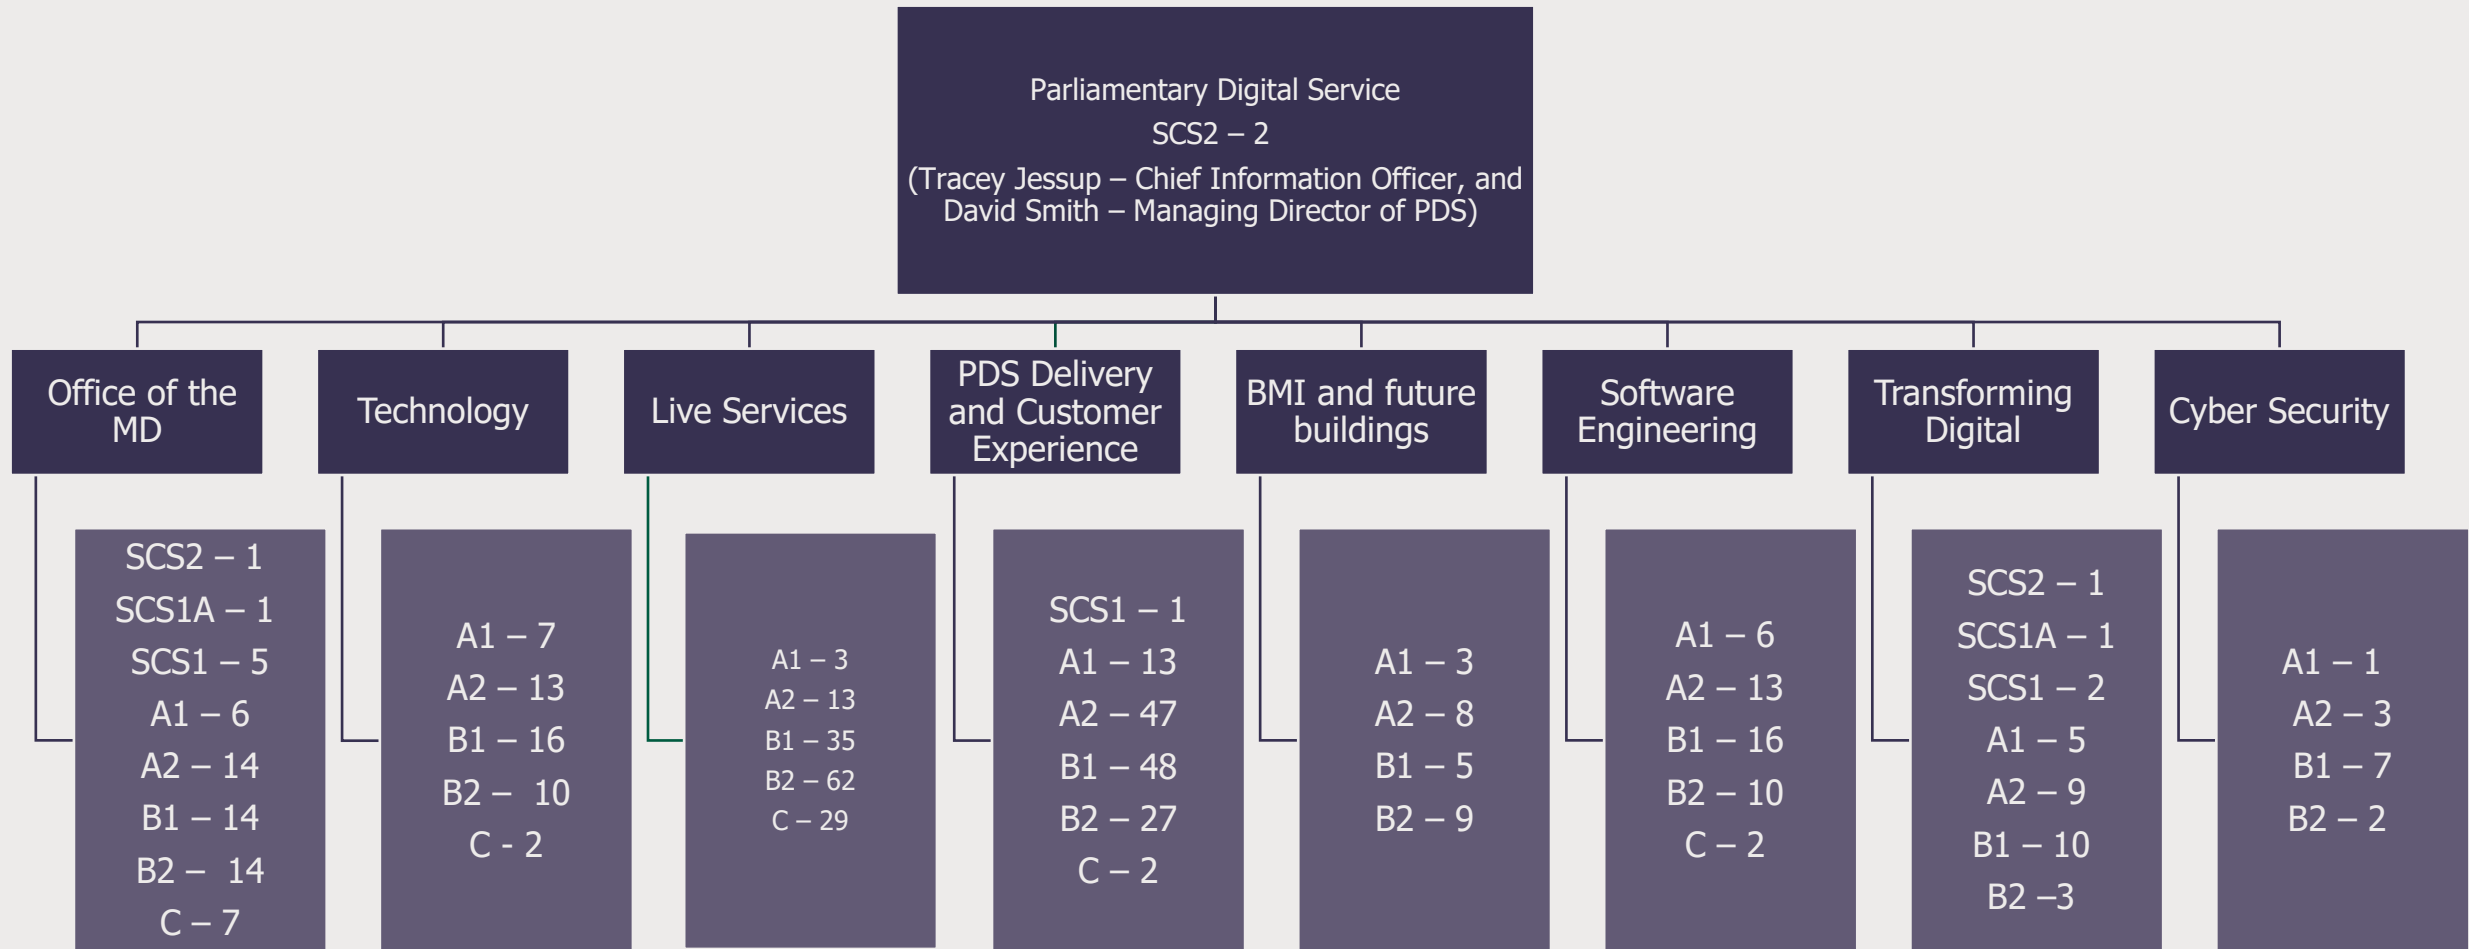 Parliamentary Digital Service
SCS2 – 2
(Tracey Jessup – Chief Information Officer, and
David Smith – Managing Director of PDS)
Office of the
MD
Technology
Live Services
PDS Delivery
and Customer
Experience
BMI and future
buildings
Software
Engineering
Transforming
Digital
Cyber Security
SCS2 – 1
SCS1A – 1
SCS1 – 5
A1 – 6
A2 – 14
B1 – 14
B2 – 14
C – 7
A1 – 7
A2 – 13
B1 – 16
B2 – 10
C - 2
A1 – 3
A2 – 13
B1 – 35
B2 – 62
C – 29
SCS1 – 1
A1 – 13
A2 – 47
B1 – 48
B2 – 27
C – 2
A1 – 3
A2 – 8
B1 – 5
B2 – 9
A1 – 6
A2 – 13
B1 – 16
B2 – 10
C – 2
SCS2 – 1
SCS1A – 1
SCS1 – 2
A1 – 5
A2 – 9
B1 – 10
B2 –3
A1 – 1
A2 – 3
B1 – 7
B2 – 2